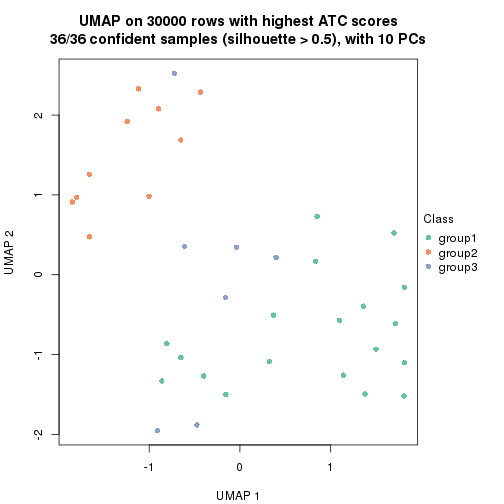 UMAP on 30000 rows with highest ATC scores
36/36 confident samples (silhouette > 0.5), with 10 PCs
2
1
0
-1
-2
UMAP 2
-1
0
1
UMAP 1
Class
group1
group2
group3